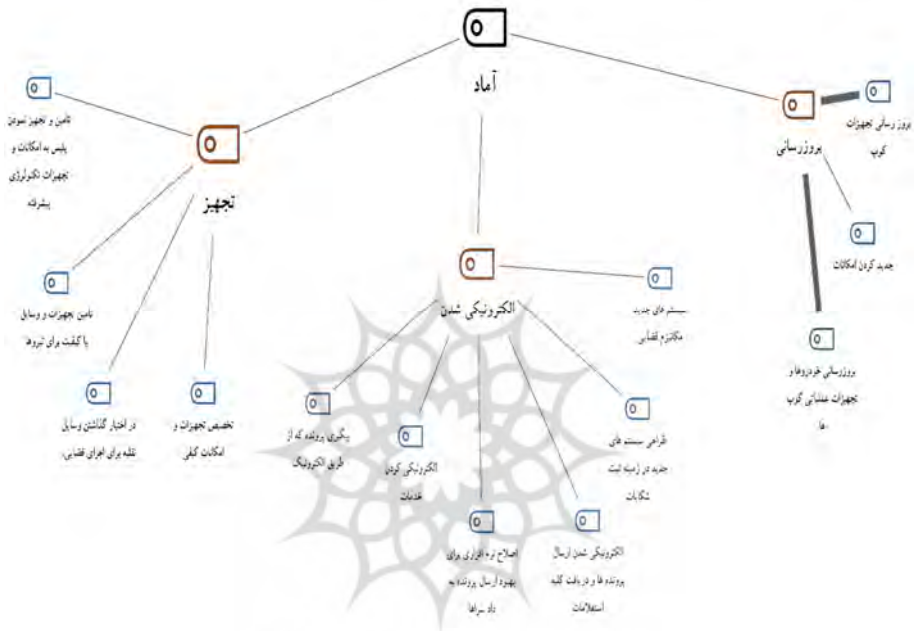 آماد
بروزرسانی
بروز رسانی تجهیزات
کوپ
جدید کردن امکانات
بروزرسانی خودروها و
تجهیزات عملیاتی کوپ
ها
الکترونیکی شدن
سیستم های جدید
مکانیزم قضایی
طراحی سیستم های
جدید در زمینه ثبت
شکایات
الکترونیکی شدن ارسال
پرونده ها و دریافت کلیه
استعلامات
اصلاح نرم افزاری برای
بهبود ارسال پرونده به
داد سراها
الکترونیکی کردن
خدمات
پیگیری پرونده که از
طریق الکترونیک
تجهیز
تامین و تجهیز نمودن
پلیس به امکانات و
تجهیزات تکنولوژی
پیشرفته
تامین تجهیزات و وسایل
با کیفیت برای نیروها
در اختیار گذاشتن وسایل
نقلیه برای اجرای قضایی.
تخصیص تجهیزات و
امکانات کیفی